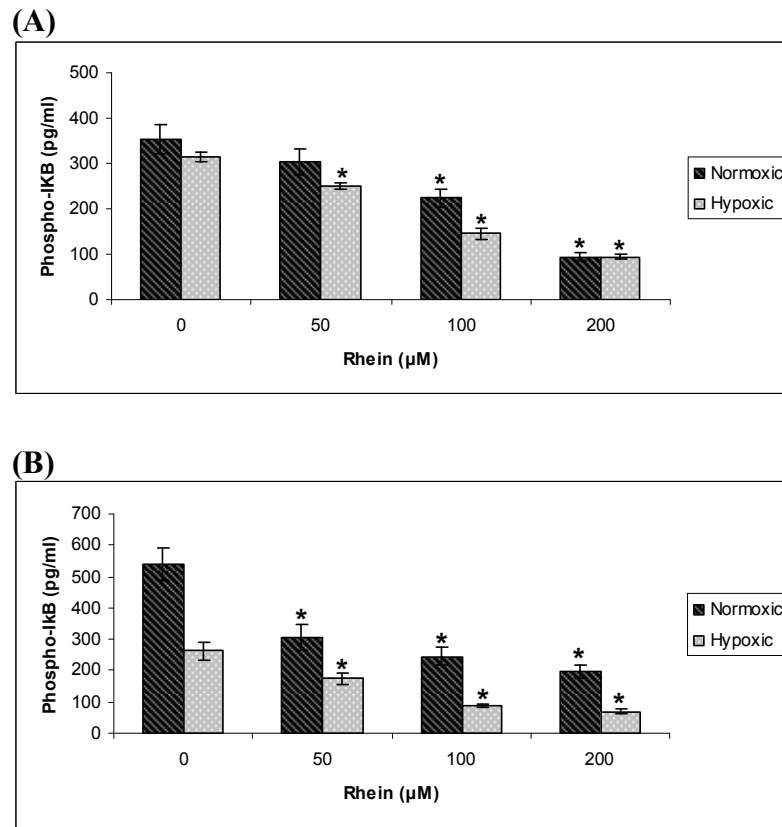 (A)
500
400
300
200
100
0
Phospho-IKB (pg/ml)
* * * * *
0 50 100 200
Rhein (µM)
Normoxic
Hypoxic
(B)
700
600
500
400
300
200
100
0
Phospho-IkB (pg/ml)
* * * * * *
0 50 100 200
Rhein (µM)
Normoxic
Hypoxic